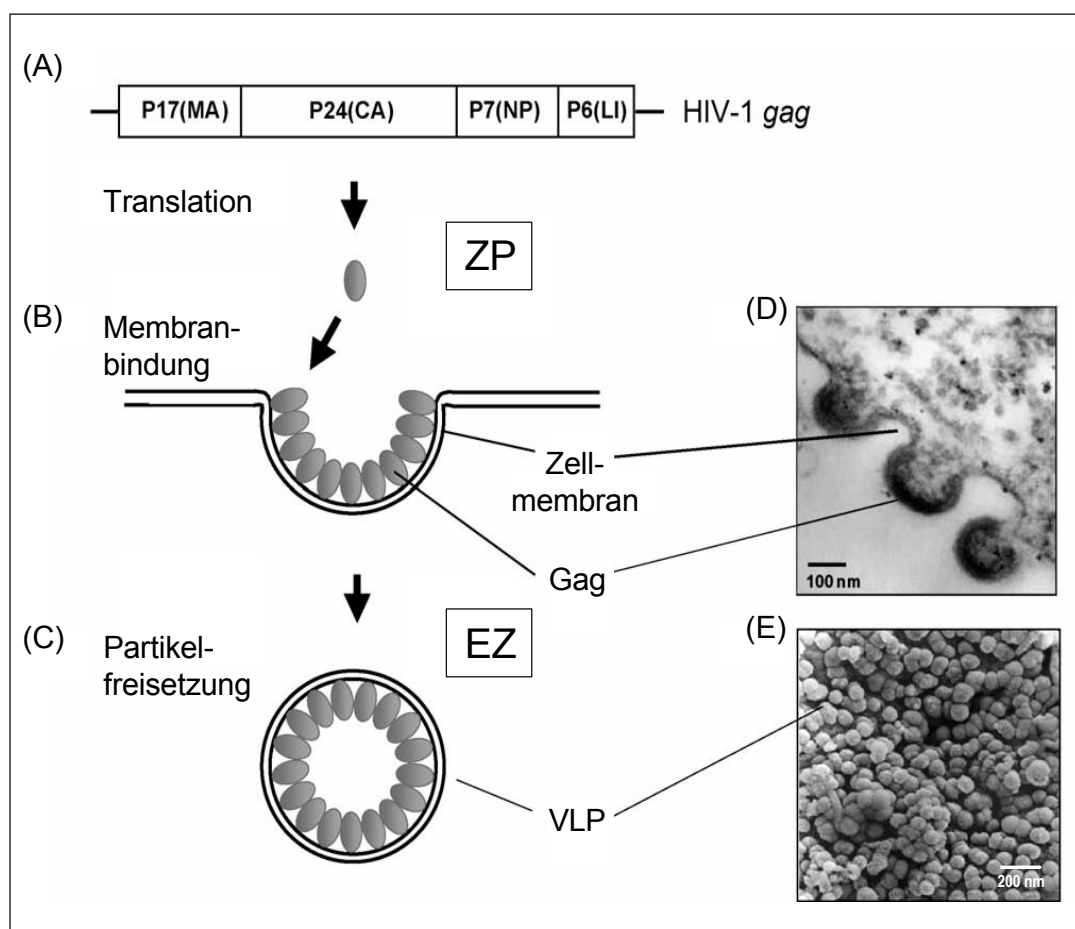 (A)
P17(MA) P24(CA) P7(NP) P6(LI) HIV-1 gag
Translation
ZP
(B)
Membran-
bindung
(D)
Zell-
membran
Gag
100 nm
(C)
Partikel-
freisetzung
EZ
(E)
VLP
200 nm